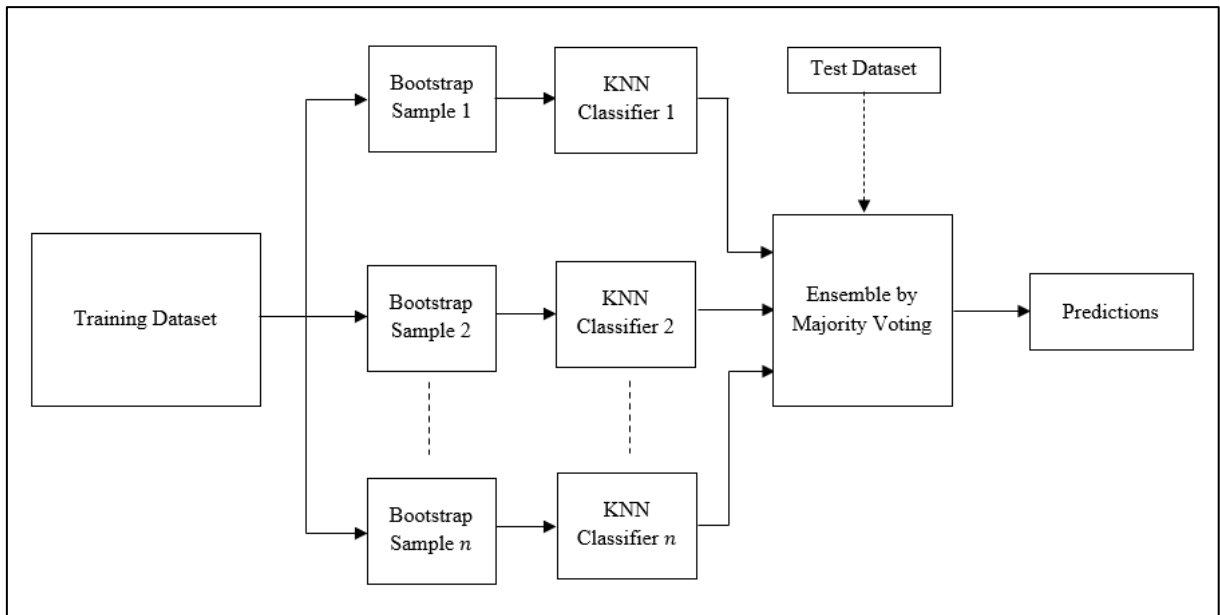 Bootstrap
Sample 1
KNN
Classifier 1
Test Dataset
Training Dataset
Bootstrap
Sample 2
KNN
Classifier 2
Ensemble by
Majority Voting
Predictions
Bootstrap
Sample n
KNN
Classifier n